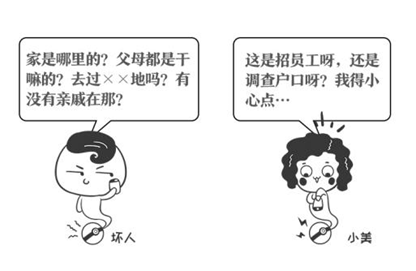 家是哪里的？父母都是干
嘛的？去过××地吗？有
没有亲戚在那？
这是招员工呀，还是
调查户口呀？我得小
心点…
坏人
小美